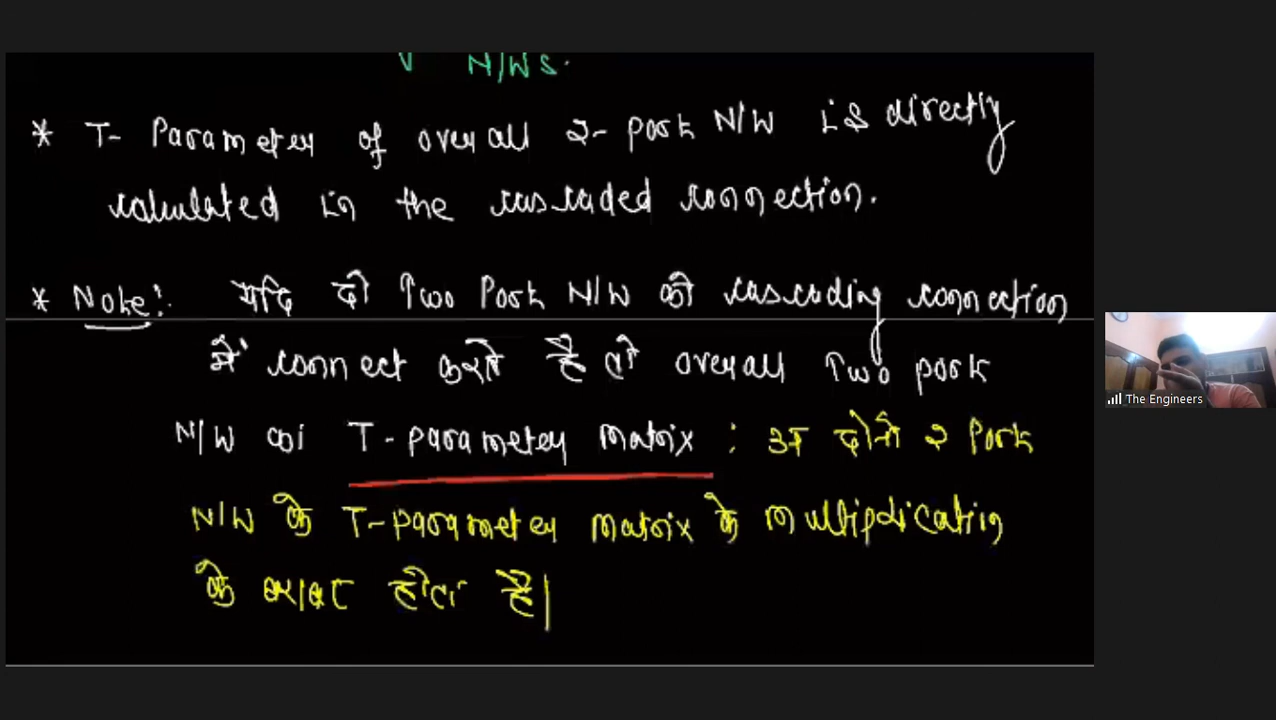 N/Ws.
* T-Parameter of overall 2-port N/W is directly
calculated in the cascaded connection.
* Note:. यदि दो Two Port N/W को cascading connection
में connect करते है तो overall Two port
N/W का T-parameter matrix : उन दोनो 2 Port
N/W के T-parameter matrix के multiplication
के बराबर होता है।
The Engineers